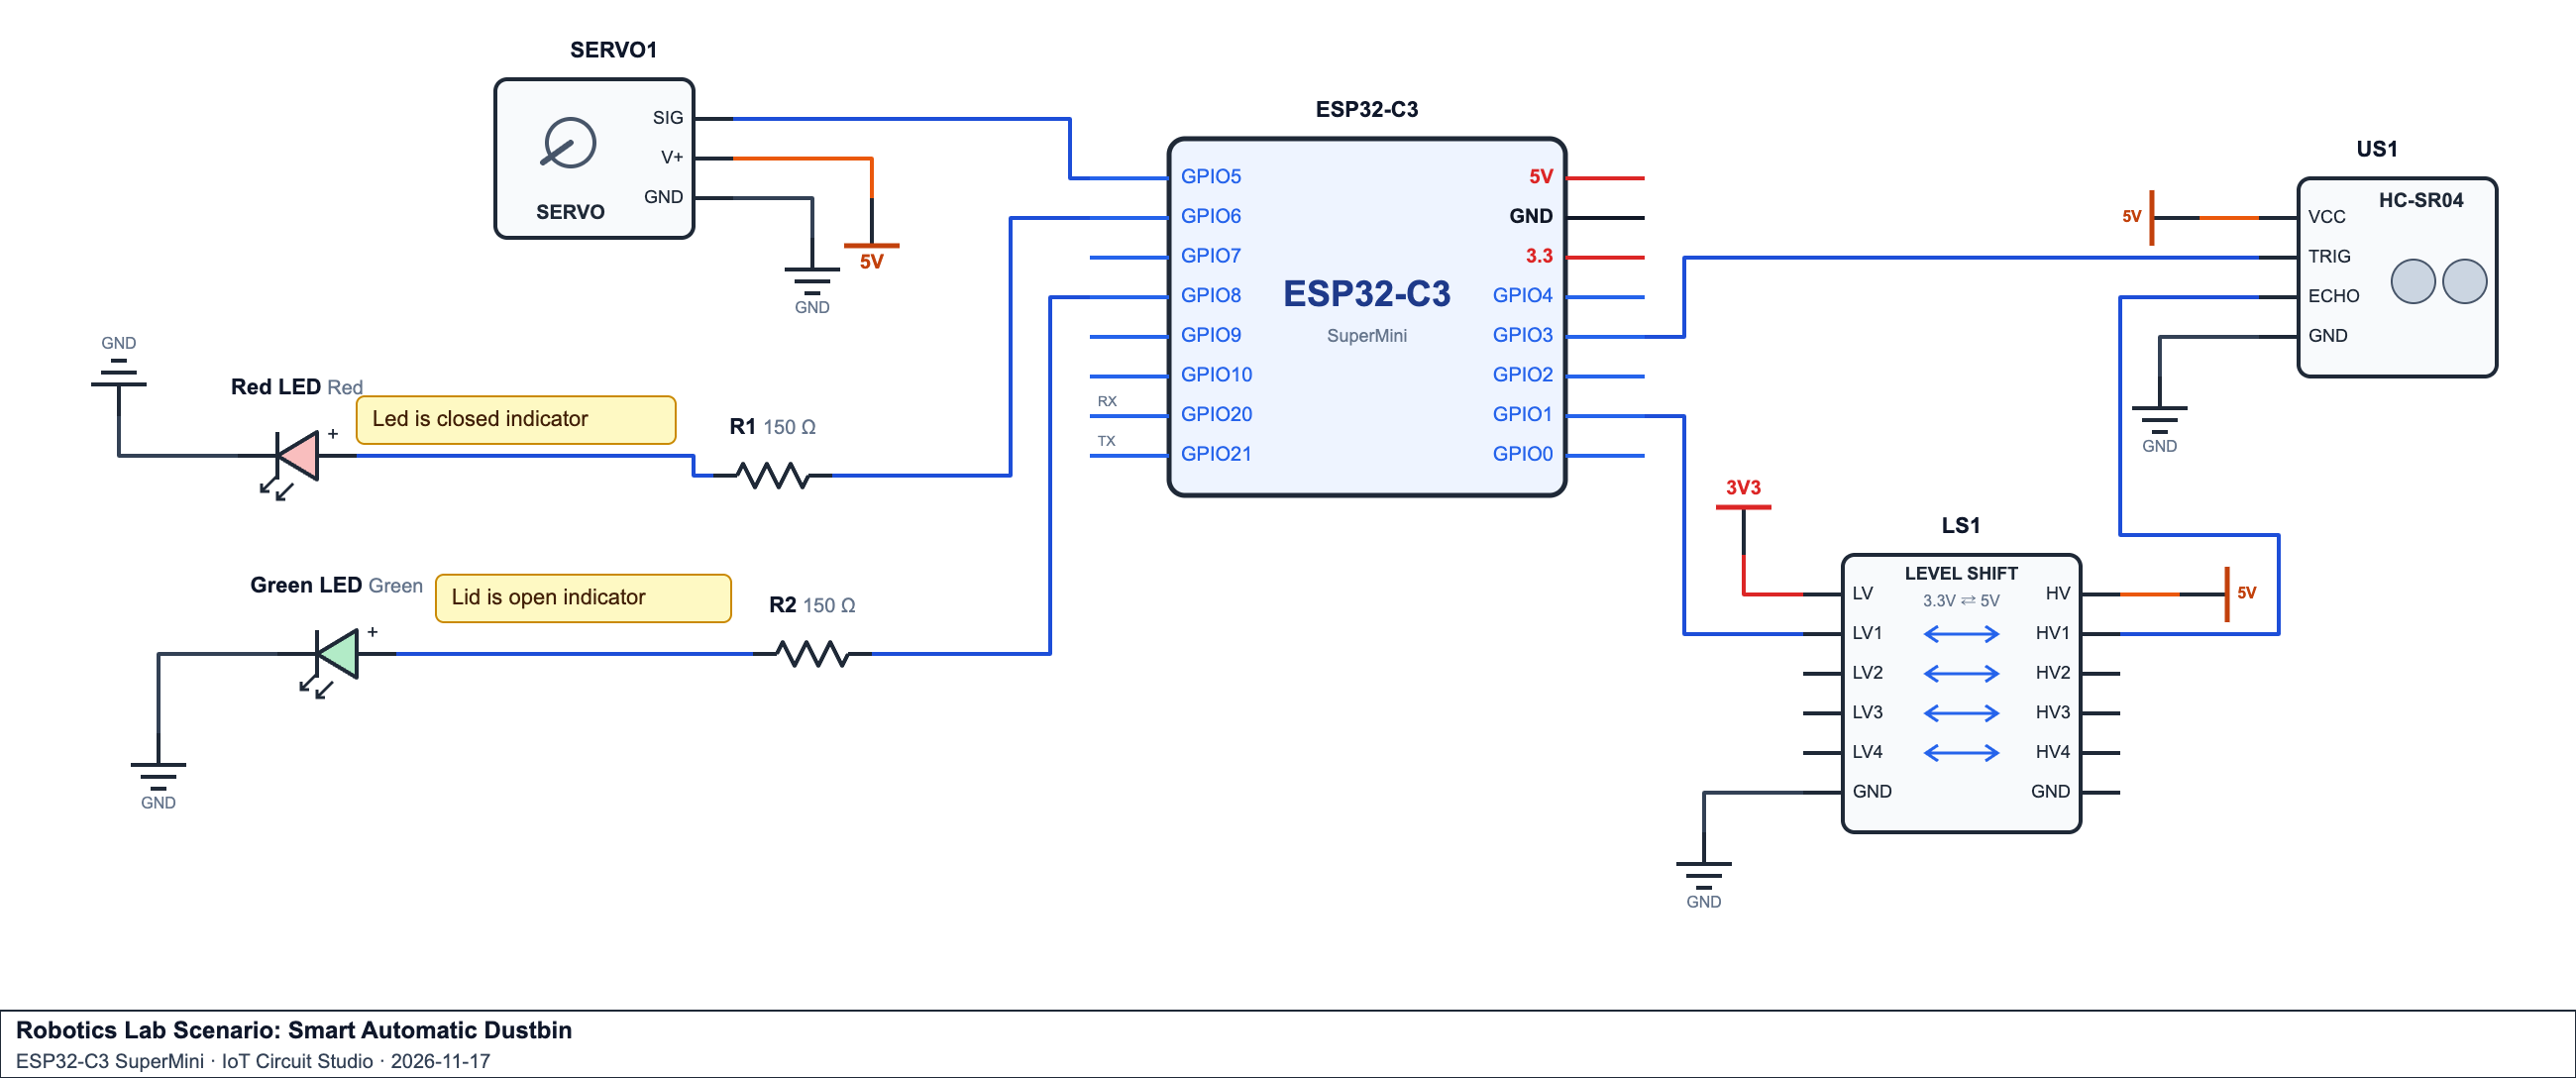 SERVO1
SIG
V+
GND
SERVO
5V
GND
ESP32-C3
GPIO5
GPIO6
GPIO7
GPIO8
GPIO9
GPIO10
RX
GPIO20
TX
GPIO21
ESP32-C3
SuperMini
5V
GND
3.3
GPIO4
GPIO3
GPIO2
GPIO1
GPIO0
US1
HC-SR04
5V
VCC
TRIG
ECHO
GND
GND
GND
Red LED Red
+
Led is closed indicator
R1 150 Ω
Green LED Green
+
Lid is open indicator
R2 150 Ω
GND
3V3
LS1
LEVEL SHIFT
3.3V ⇄ 5V
LV
LV1
LV2
LV3
LV4
GND
HV
HV1
HV2
HV3
HV4
GND
5V
GND
Robotics Lab Scenario: Smart Automatic Dustbin
ESP32-C3 SuperMini · IoT Circuit Studio · 2026-11-17